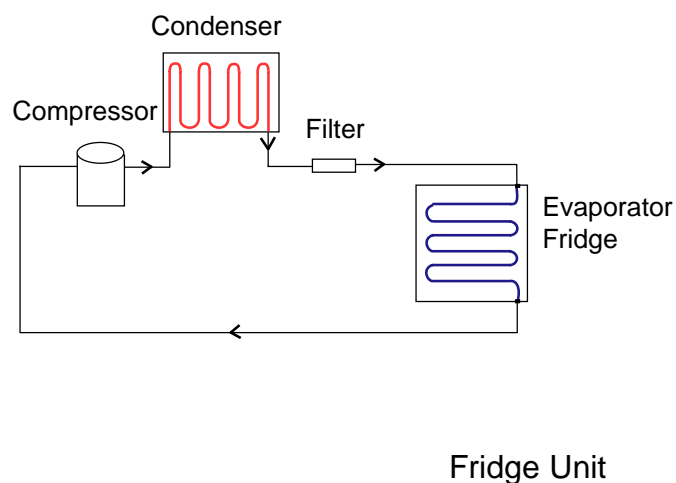 Condenser
Compressor
Filter
Evaporator
Fridge
Fridge Unit